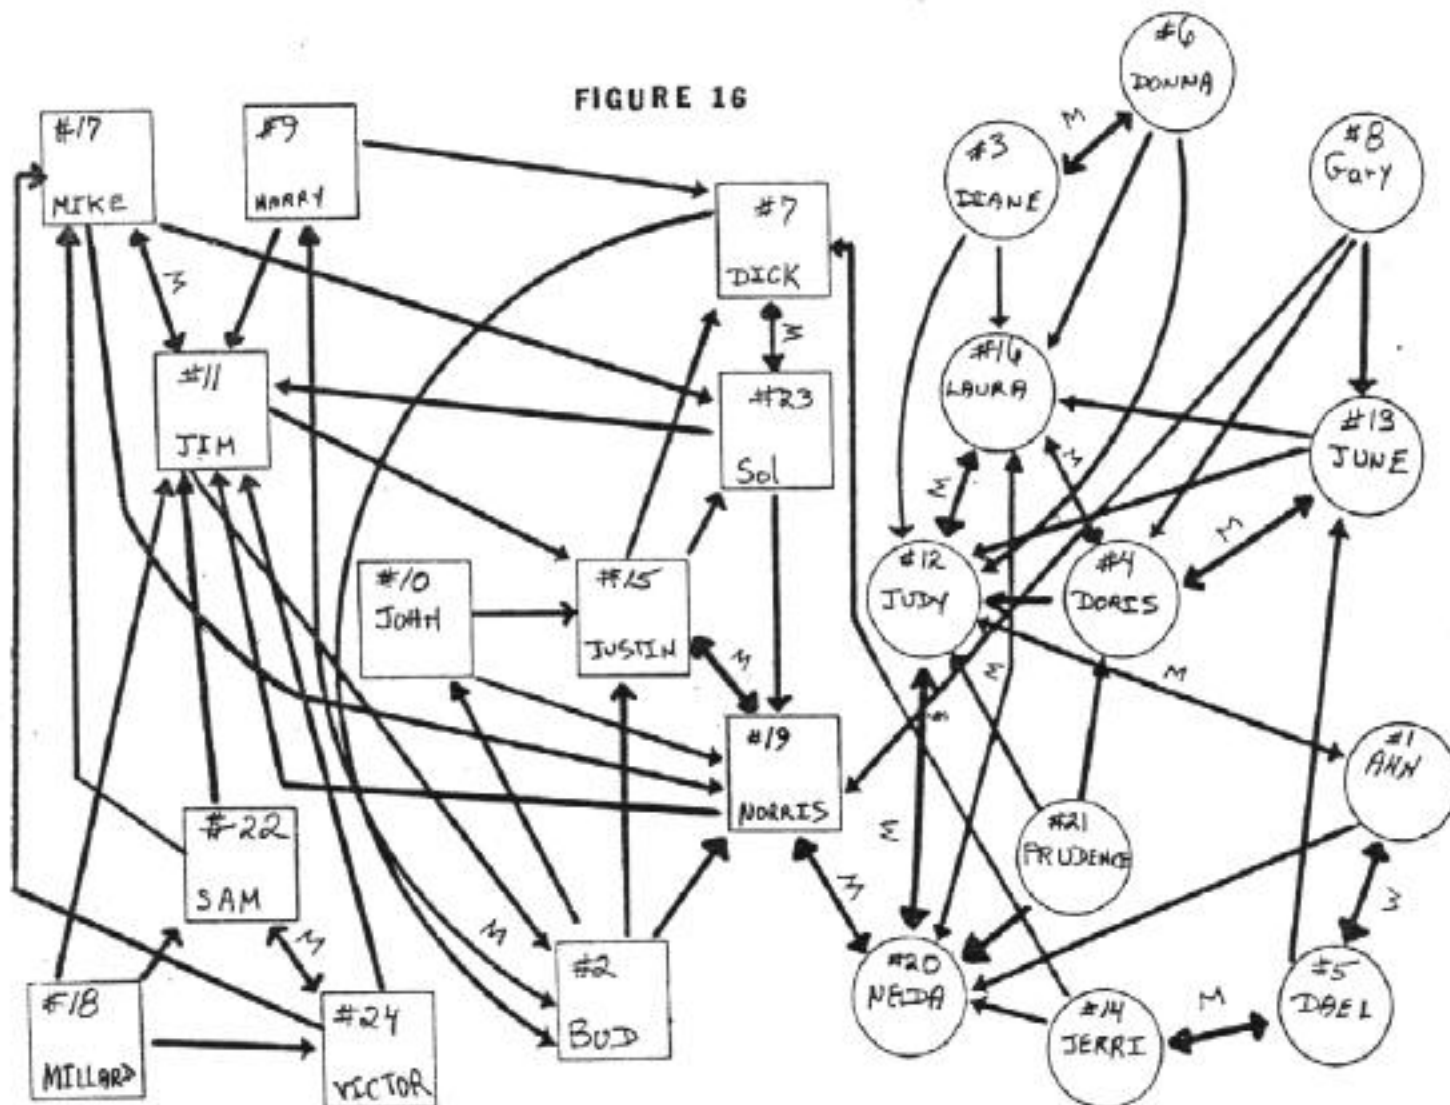 FIGURE 16
#6
DONNA
#17
MIKE
#9
HARRY
#3
DIANE
#8
Gary
M
#7
DICK
M
M
#16
LAURA
#11
JIM
#23
Sol
#13
JUNE
M
M
M
#10
JOHN
#15
JUSTIN
#12
JUDY
#4
DORIS
M
M
M
M
#19
NORRIS
#1
ANN
#22
SAM
M
M
#21
PRUDENCE
M
M
M
M
#18
MILLARD
#24
VICTOR
#2
BUD
#20
NEIDA
#14
JERRI
M
#5
DAEL